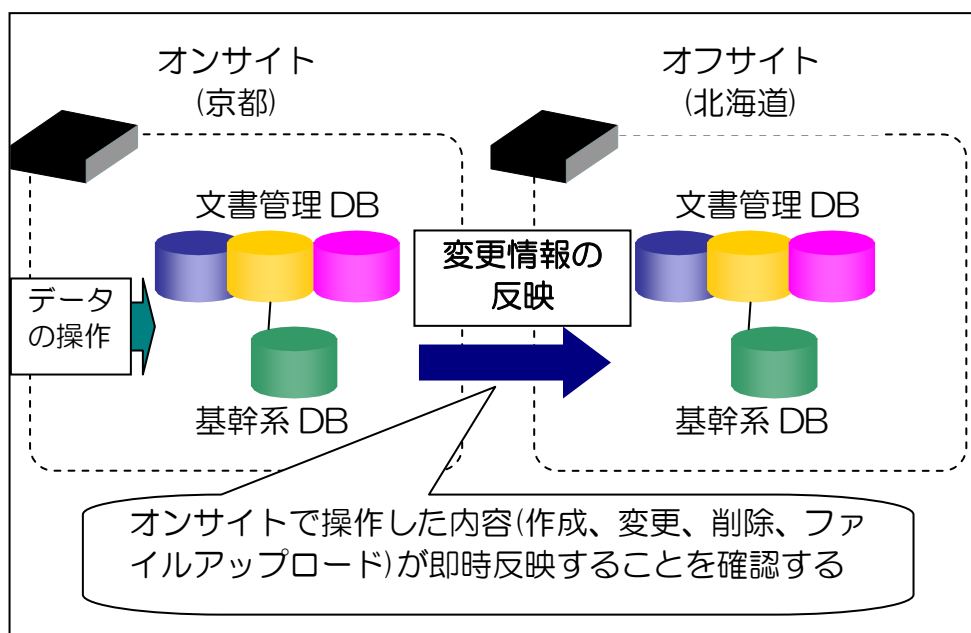 オンサイト
(京都)
オフサイト
(北海道)
文書管理 DB
文書管理 DB
変更情報の
反映
データ
の操作
基幹系 DB
基幹系 DB
オンサイトで操作した内容(作成、変更、削除、ファ
イルアップロード)が即時反映することを確認する